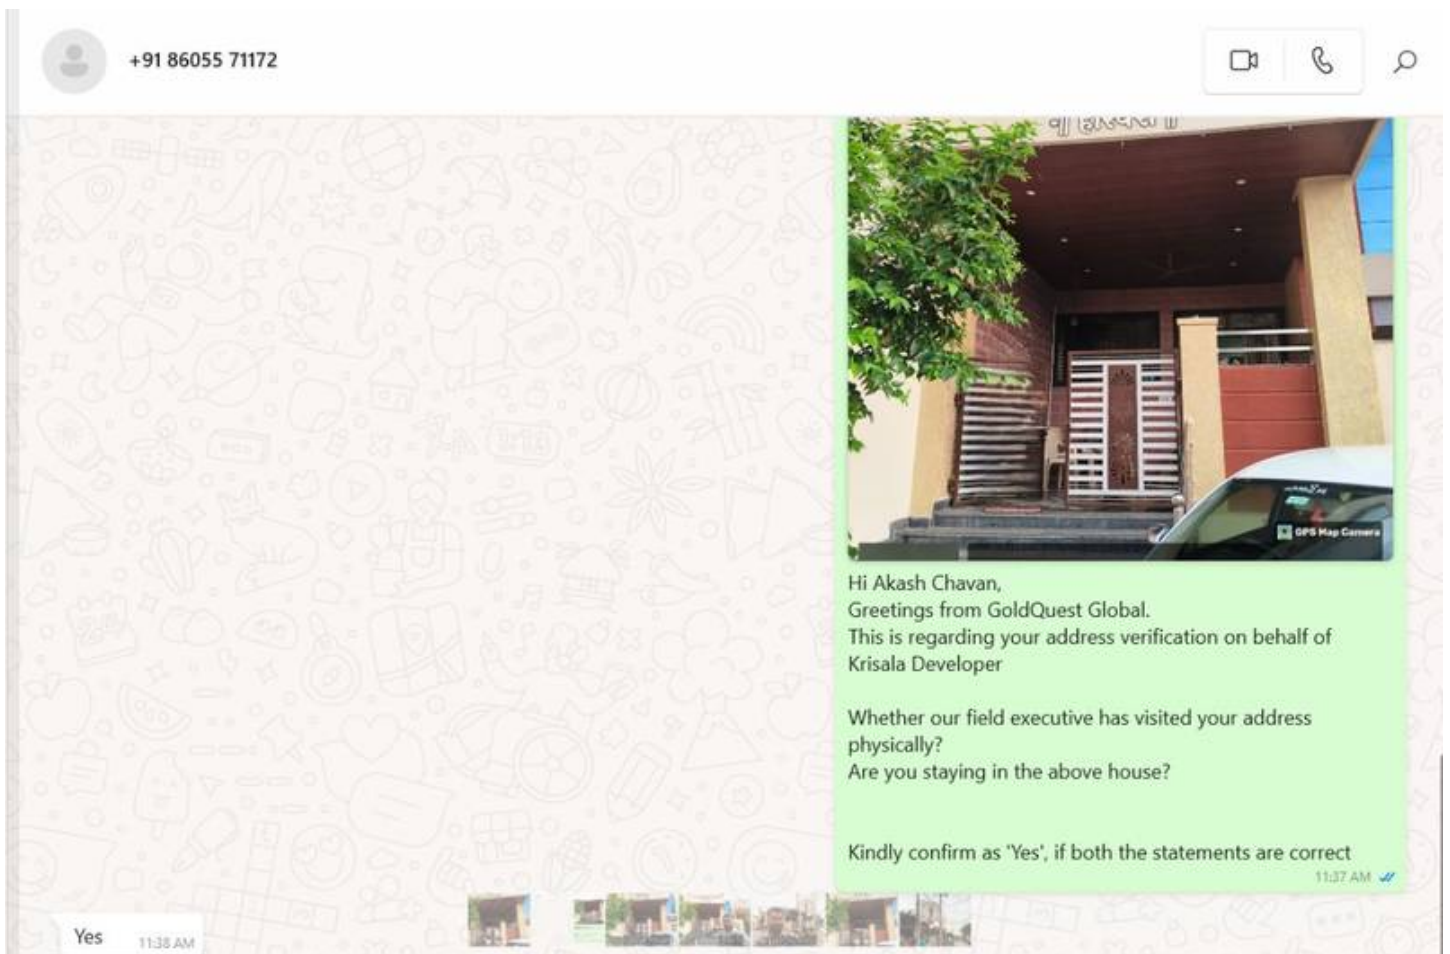 +91 86055 71172
GPS Map Camera
Hi Akash Chavan,
Greetings from GoldQuest Global.
This is regarding your address verification on behalf of
Krisala Developer
Whether our field executive has visited your address
physically?
Are you staying in the above house?
Kindly confirm as 'Yes', if both the statements are correct
11:37 AM
Yes
11:38 AM